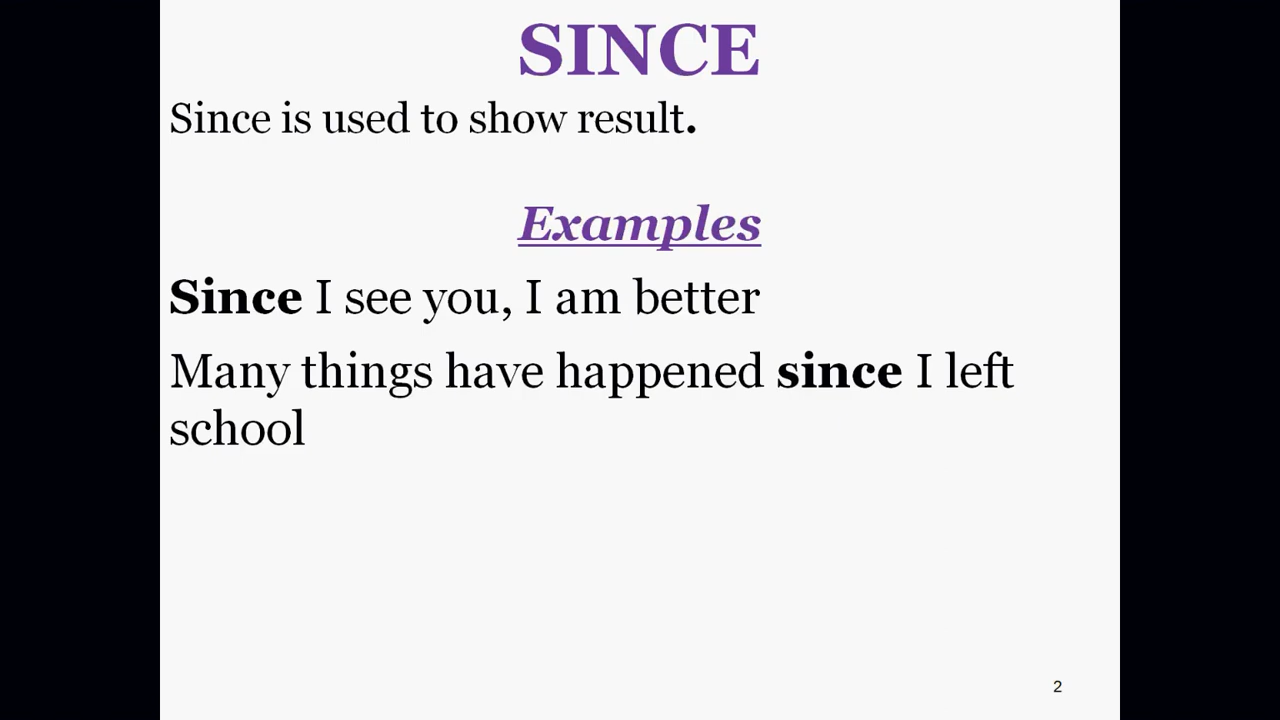 SINCE
Since is used to show result.
Examples
Since I see you, I am better
Many things have happened since I left
school
2